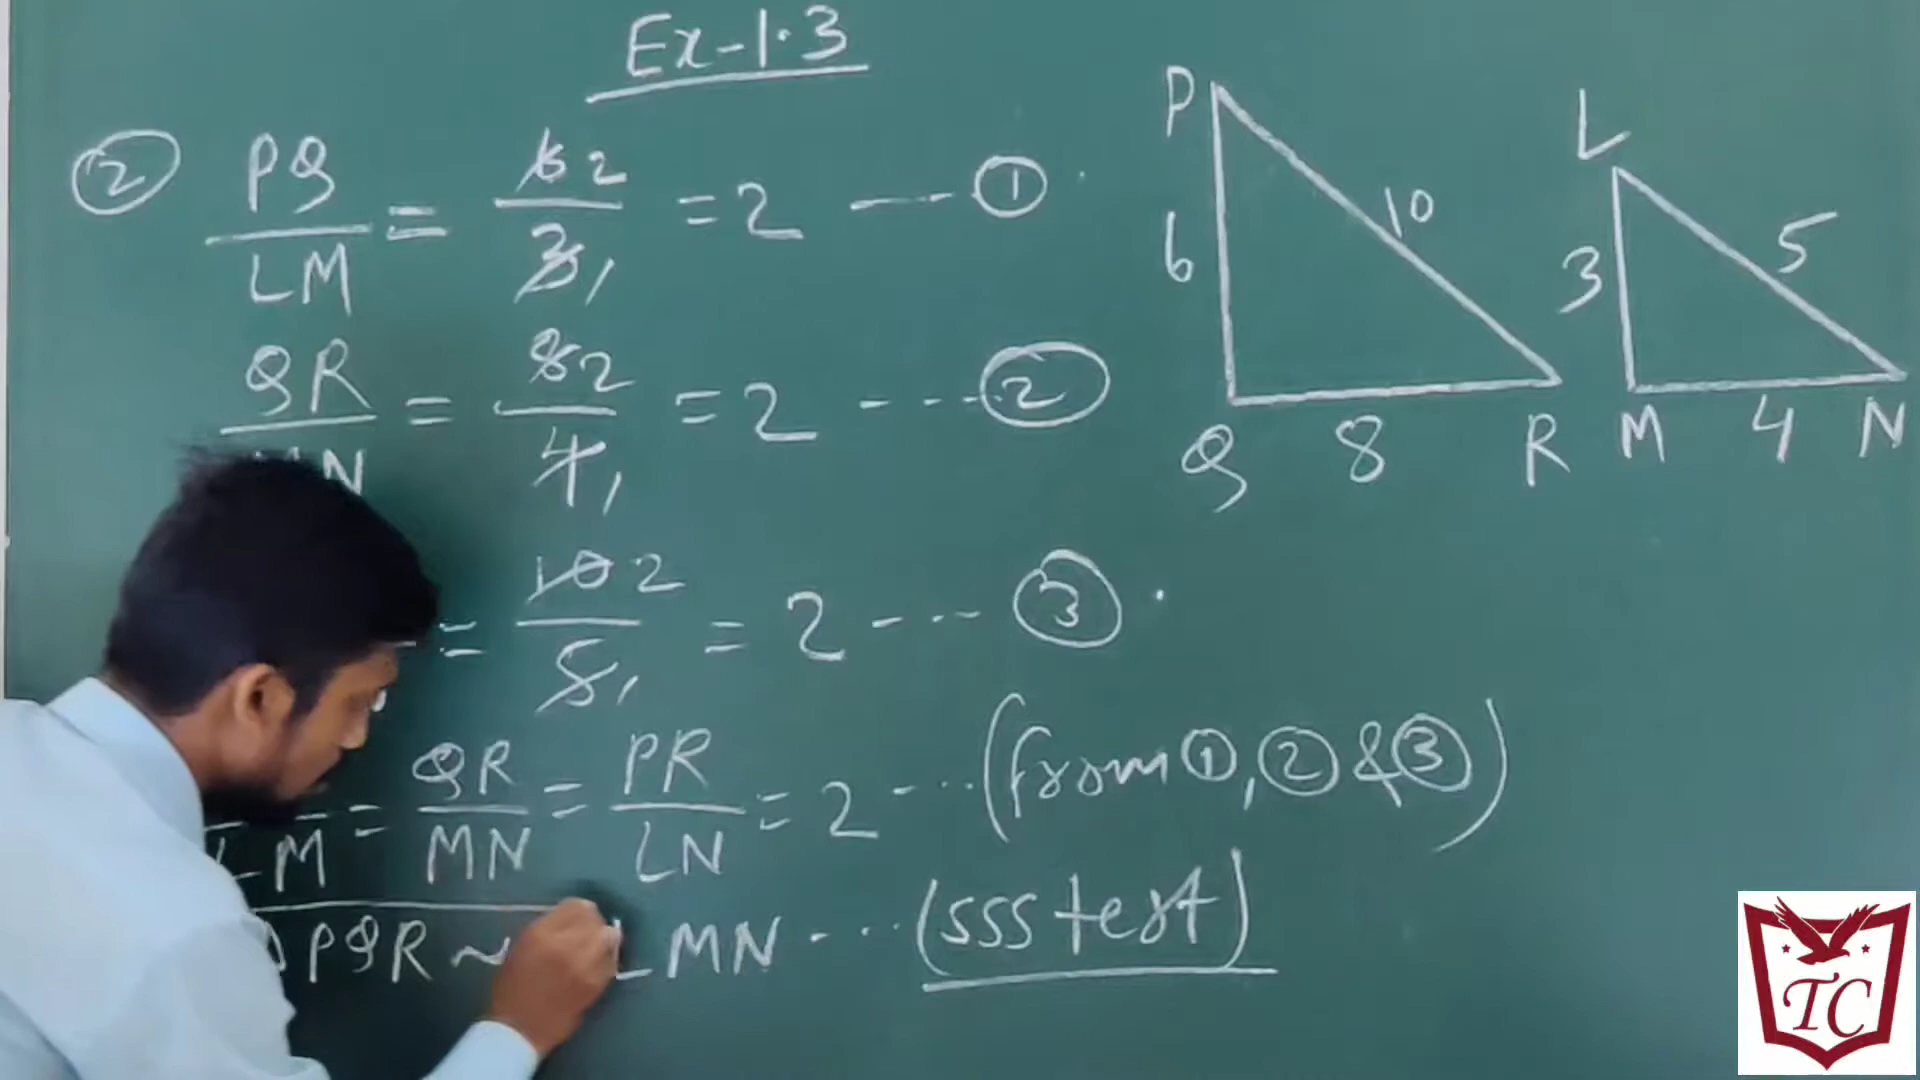 Ex-1.3
② PQ/LM = 6 2/3 1 = 2 --- ①
QR/MN = 8 2/4 1 = 2 --- ②
= 10 2/5 1 = 2 --- ③
LM = QR/MN = PR/LN = 2 --- (from ①, ② & ③)
Δ PQR ~ LMN --- (sss test)
P
6
10
Q
8
R
L
3
5
M
4
N
TC